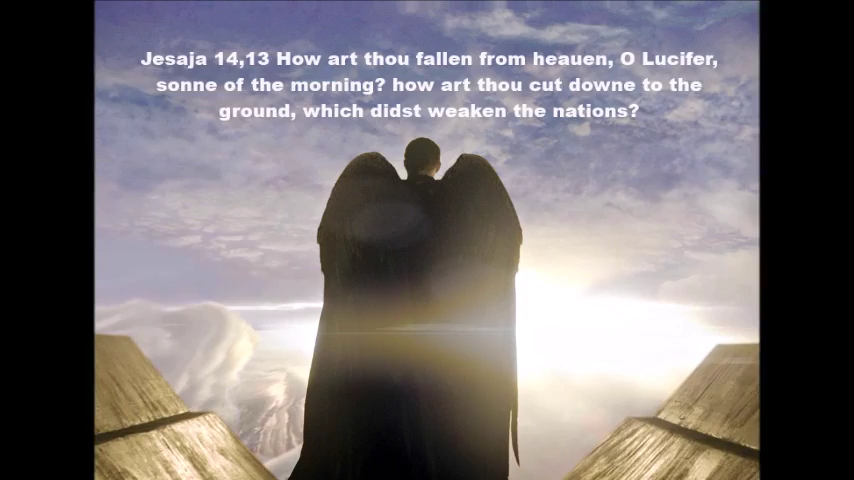 Jesaja 14,13 How art thou fallen from heauen, O Lucifer,
sonne of the morning? how art thou cut downe to the
ground, which didst weaken the nations?